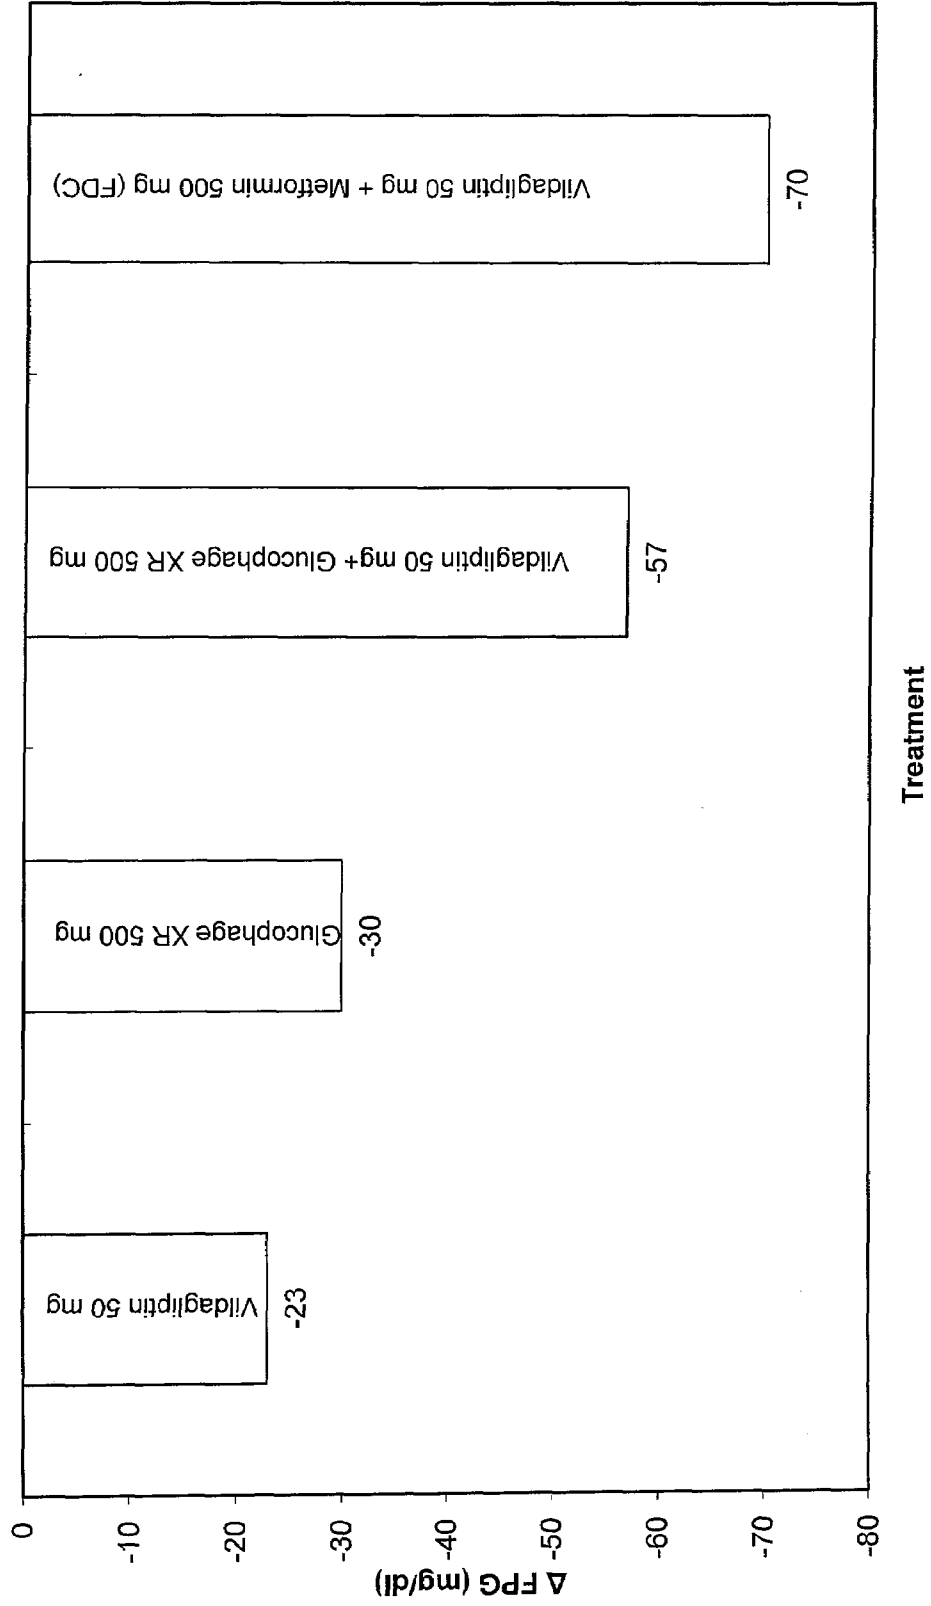 0
-10
-20
-30
-40
-50
-60
-70
-80
Δ FPG (mg/dl)
Vildagliptin 50 mg
-23
Glucophage XR 500 mg
-30
Vildagliptin 50 mg+ Glucophage XR 500 mg
-57
Vildagliptin 50 mg + Metformin 500 mg (FDC)
-70
Treatment